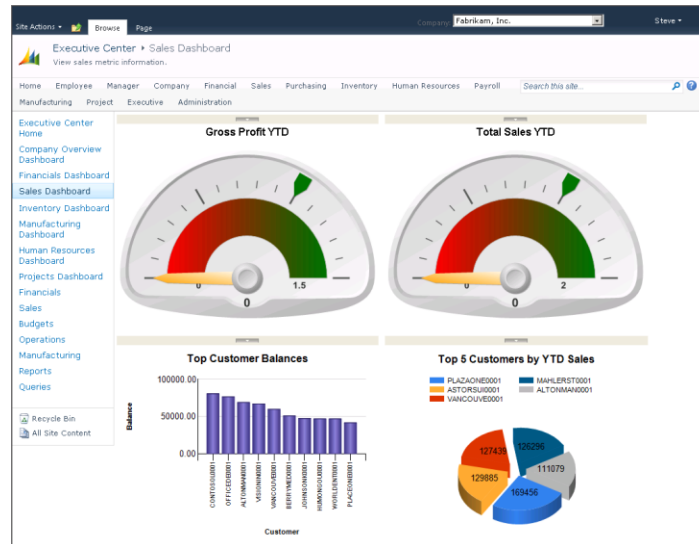 Site Actions
Browse
Page
Company:
Fabrikam, Inc.
Steve
Executive Center ▸ Sales Dashboard
View sales metric information.
Home Employee Manager Company Financial Sales Purchasing Inventory Human Resources Payroll
Search this site...
Manufacturing Project Executive Administration
Executive Center
Home
Company Overview
Dashboard
Financials Dashboard
Sales Dashboard
Inventory Dashboard
Manufacturing
Dashboard
Human Resources
Dashboard
Projects Dashboard
Financials
Sales
Budgets
Operations
Manufacturing
Reports
Queries
Recycle Bin
All Site Content
Gross Profit YTD
0 1.5
0
Total Sales YTD
0 2
0
Top Customer Balances
100000.00
50000.00
0.00
Balance
CONTOSOL0001
OFFICEDE0001
ALTONMAN0001
VISIONIN0001
VANCOUVE0001
BERRYMED0001
JOHNSONK0001
HUMONGOU0001
WORLDENT0001
PLACEONE0001
Customer
Top 5 Customers by YTD Sales
PLAZAONE0001 MAHLERST0001
ASTORSUI0001 ALTONMAN0001
VANCOUVE0001
127439
126296
111079
129885
169456